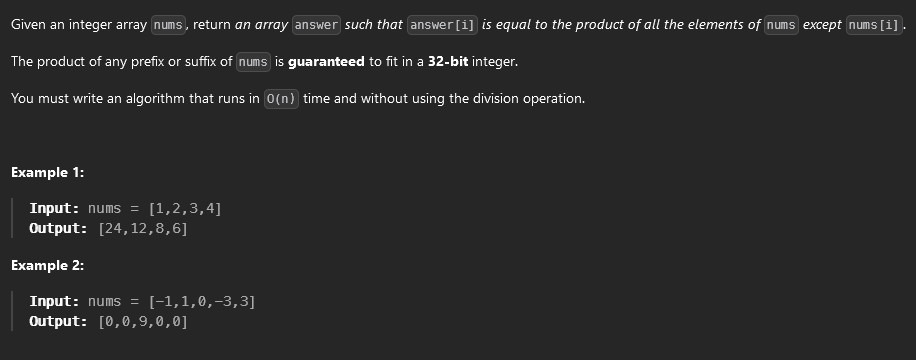 Given an integer array nums, return an array answer such that answer[i] is equal to the product of all the elements of nums except nums[i].
The product of any prefix or suffix of nums is guaranteed to fit in a 32-bit integer.
You must write an algorithm that runs in O(n) time and without using the division operation.
Example 1:
Input: nums = [1,2,3,4]
Output: [24,12,8,6]
Example 2:
Input: nums = [-1,1,0,-3,3]
Output: [0,0,9,0,0]